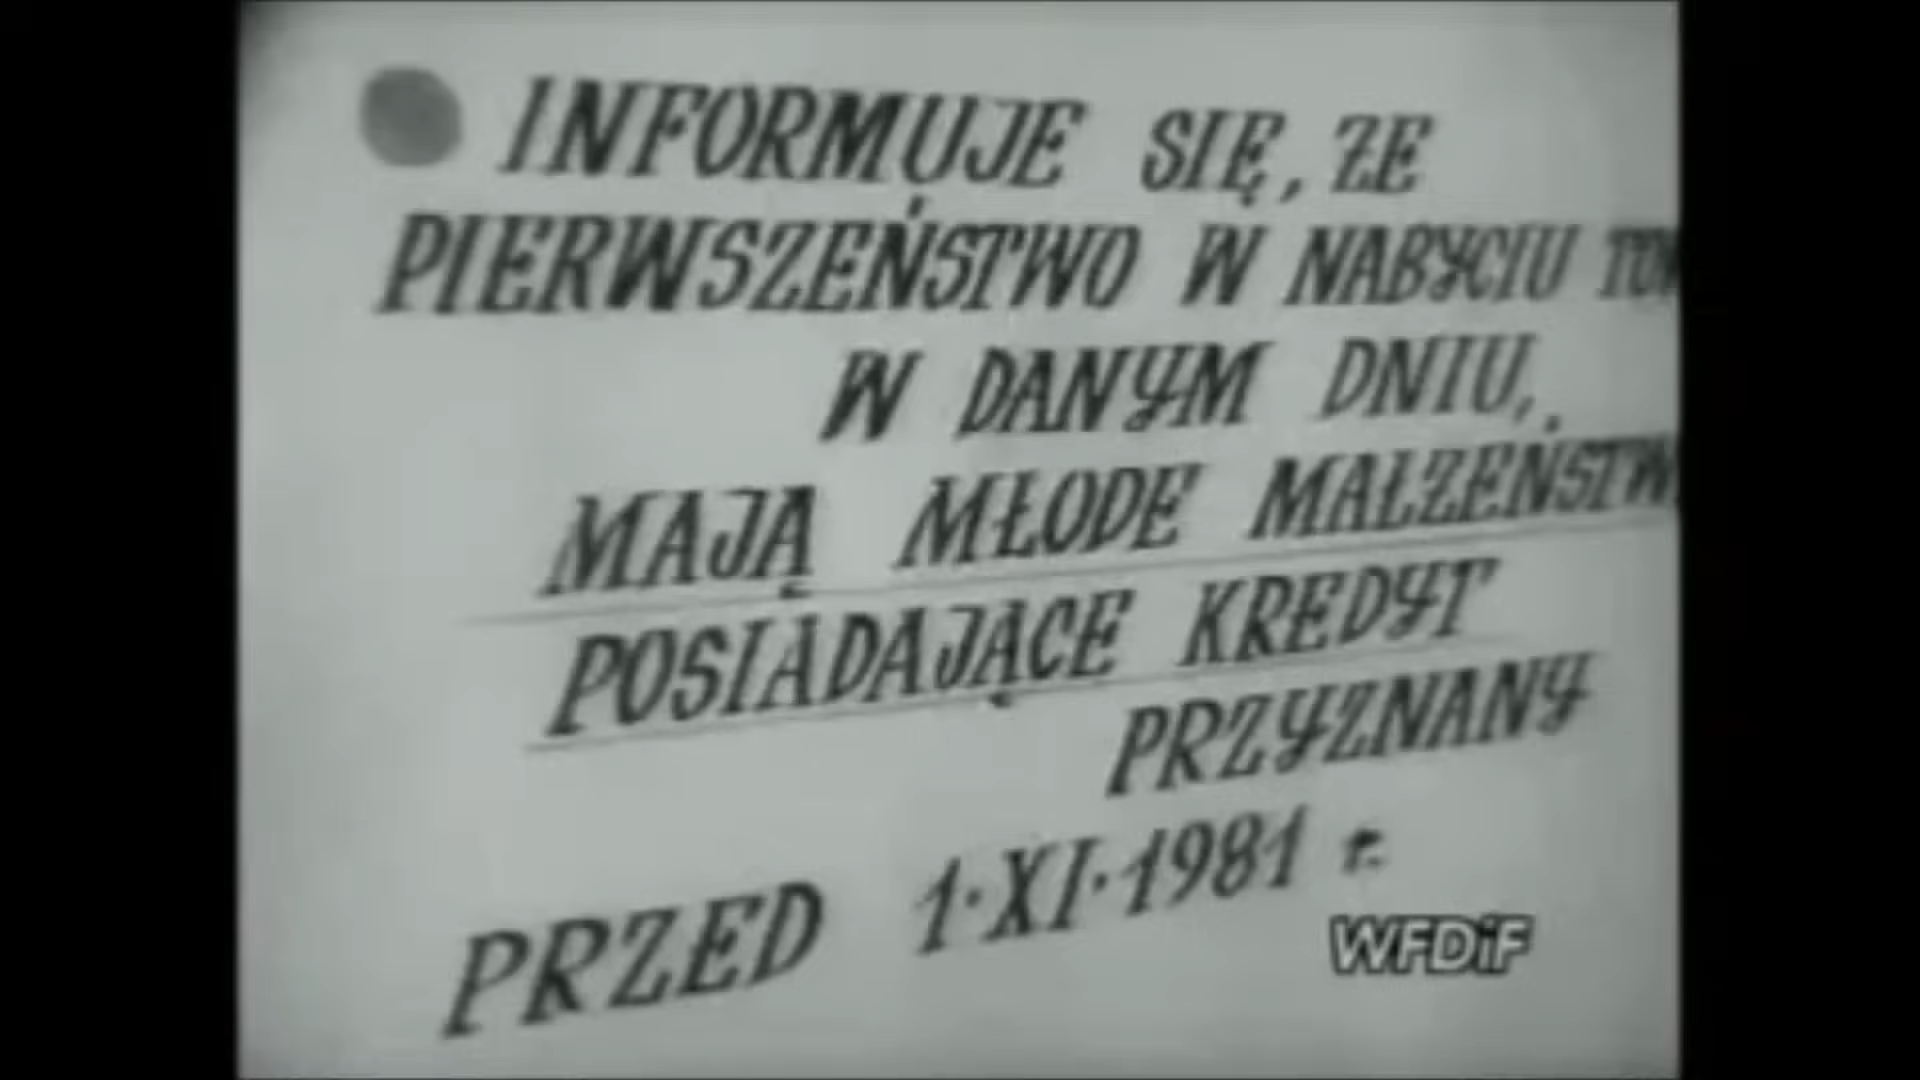 INFORMUJE SIĘ, ŻE
PIERWSZEŃSTWO W NABYCIU
W DANYM DNIU,
MAJĄ MŁODE MAŁŻEŃSTW
POSIADAJĄCE KREDYT
PRZYZNANY
PRZED 1·XI·1981 r.
WFDiF